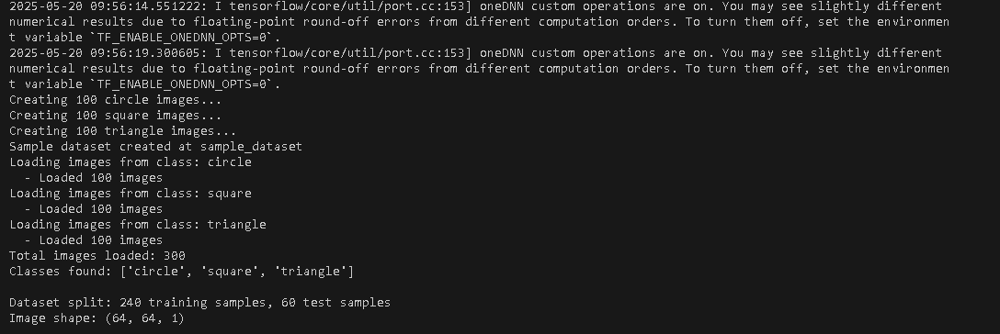 2025-05-20 09:56:14.551222: I tensorflow/core/util/port.cc:153] oneDNN custom operations are on. You may see slightly different
numerical results due to floating-point round-off errors from different computation orders. To turn them off, set the environmen
t variable `TF_ENABLE_ONEDNN_OPTS=0`.
2025-05-20 09:56:19.300605: I tensorflow/core/util/port.cc:153] oneDNN custom operations are on. You may see slightly different
numerical results due to floating-point round-off errors from different computation orders. To turn them off, set the environmen
t variable `TF_ENABLE_ONEDNN_OPTS=0`.
Creating 100 circle images...
Creating 100 square images...
Creating 100 triangle images...
Sample dataset created at sample_dataset
Loading images from class: circle
  - Loaded 100 images
Loading images from class: square
  - Loaded 100 images
Loading images from class: triangle
  - Loaded 100 images
Total images loaded: 300
Classes found: ['circle', 'square', 'triangle']

Dataset split: 240 training samples, 60 test samples
Image shape: (64, 64, 1)